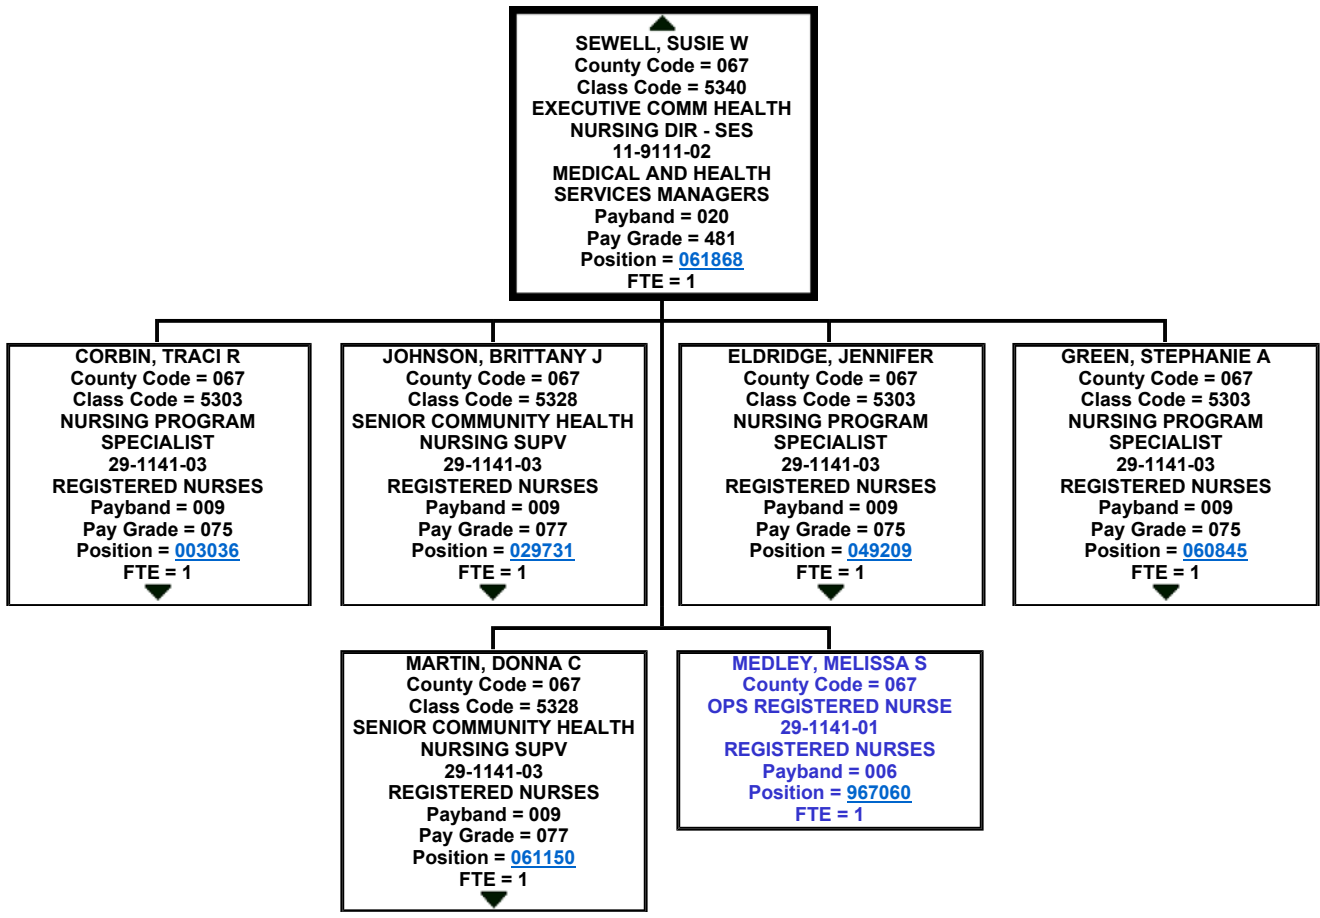 SEWELL, SUSIE W
County Code = 067
Class Code = 5340
EXECUTIVE COMM HEALTH
NURSING DIR - SES
11-9111-02
MEDICAL AND HEALTH
SERVICES MANAGERS
Payband = 020
Pay Grade = 481
Position = 061868
FTE = 1
CORBIN, TRACI R
County Code = 067
Class Code = 5303
NURSING PROGRAM
SPECIALIST
29-1141-03
REGISTERED NURSES
Payband = 009
Pay Grade = 075
Position = 003036
FTE = 1
JOHNSON, BRITTANY J
County Code = 067
Class Code = 5328
SENIOR COMMUNITY HEALTH
NURSING SUPV
29-1141-03
REGISTERED NURSES
Payband = 009
Pay Grade = 077
Position = 029731
FTE = 1
ELDRIDGE, JENNIFER
County Code = 067
Class Code = 5303
NURSING PROGRAM
SPECIALIST
29-1141-03
REGISTERED NURSES
Payband = 009
Pay Grade = 075
Position = 049209
FTE = 1
GREEN, STEPHANIE A
County Code = 067
Class Code = 5303
NURSING PROGRAM
SPECIALIST
29-1141-03
REGISTERED NURSES
Payband = 009
Pay Grade = 075
Position = 060845
FTE = 1
MARTIN, DONNA C
County Code = 067
Class Code = 5328
SENIOR COMMUNITY HEALTH
NURSING SUPV
29-1141-03
REGISTERED NURSES
Payband = 009
Pay Grade = 077
Position = 061150
FTE = 1
MEDLEY, MELISSA S
County Code = 067
OPS REGISTERED NURSE
29-1141-01
REGISTERED NURSES
Payband = 006
Position = 967060
FTE = 1